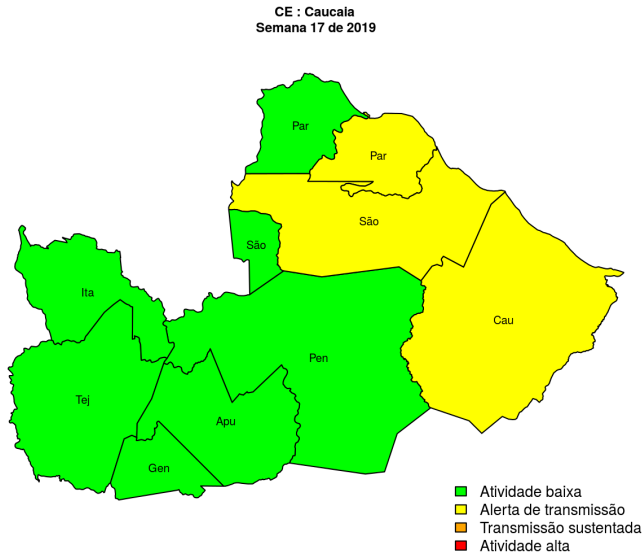 CE : Caucaia
Semana 17 de 2019
Par
Par
São
São
Ita
Cau
Pen
Tej
Apu
Gen
Atividade baixa
Alerta de transmissão
Transmissão sustentada
Atividade alta